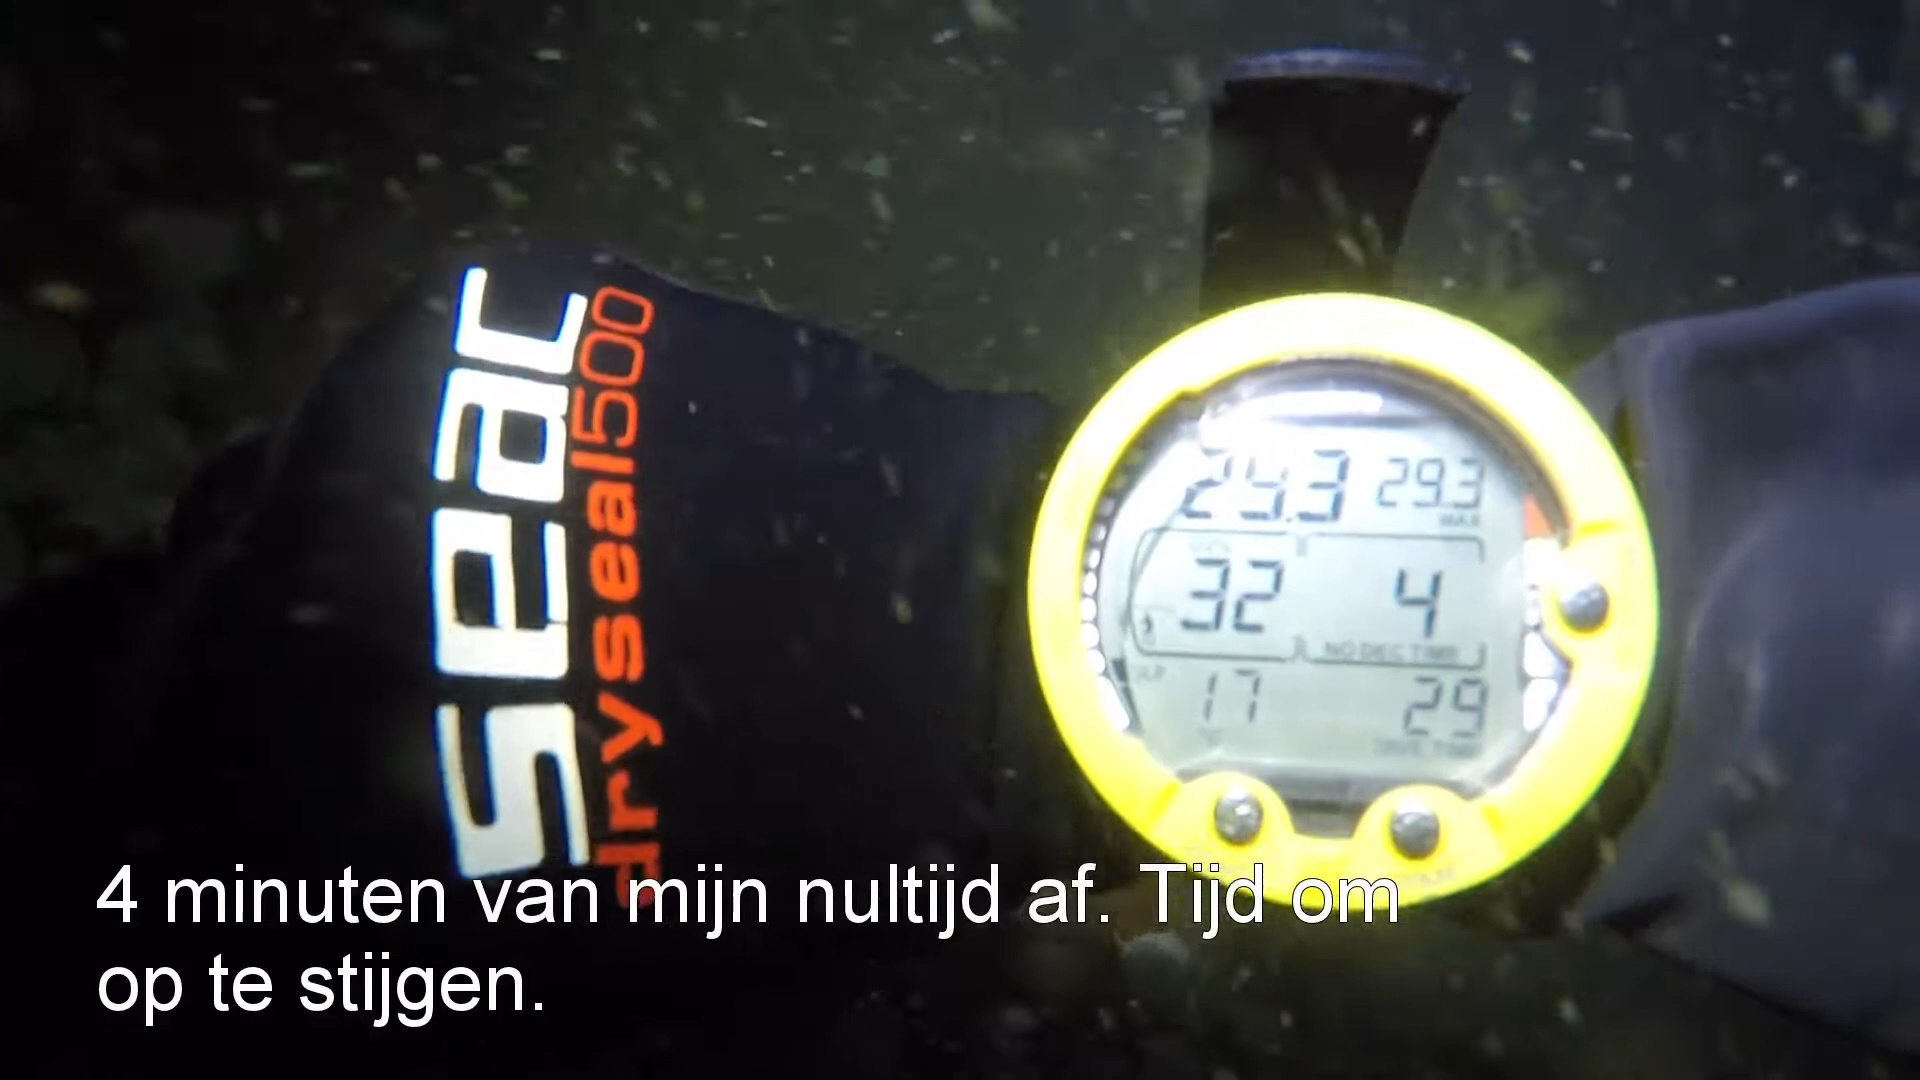 seac
dryseal500
29.3 29.3
MAX
32 4
NO DEC TIME
17 29
DIVE TIME
4 minuten van mijn nultijd af. Tijd om
op te stijgen.